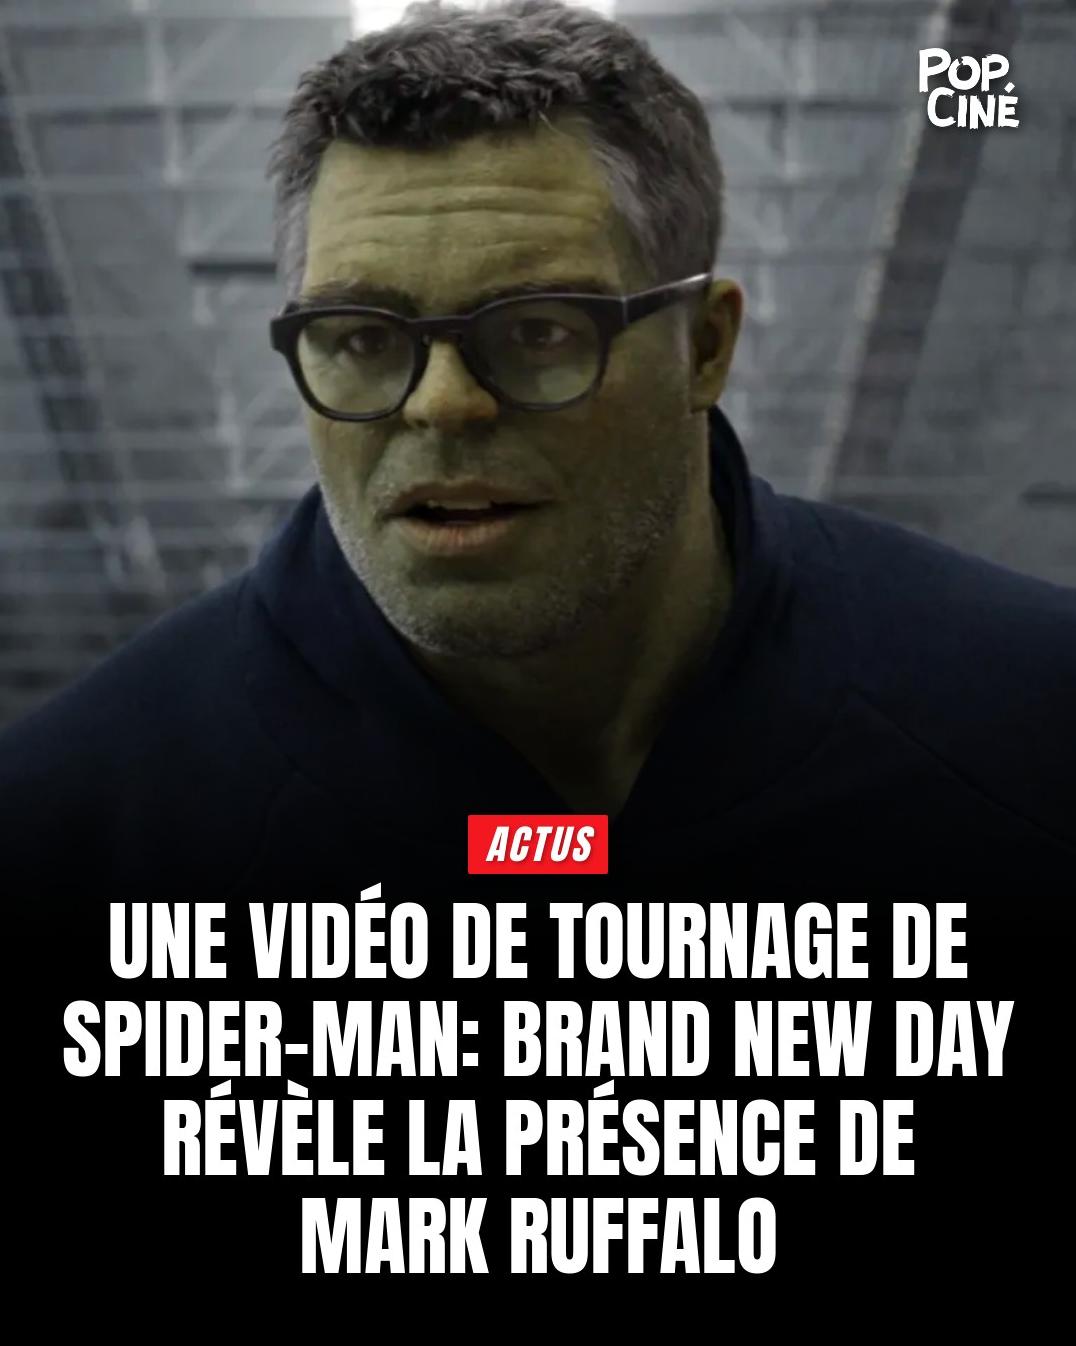 POP.
CINÉ
ACTUS
UNE VIDÉO DE TOURNAGE DE
SPIDER-MAN: BRAND NEW DAY
RÉVÈLE LA PRÉSENCE DE
MARK RUFFALO